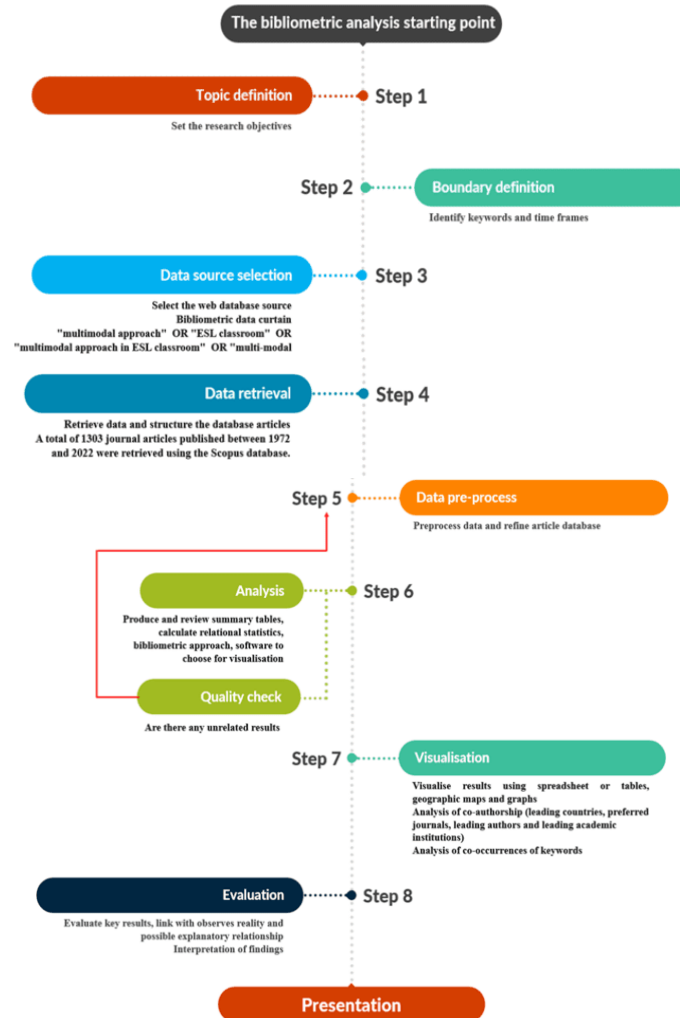 The bibliometric analysis starting point
Topic definition
Step 1
Set the research objectives
Step 2
Boundary definition
Identify keywords and time frames
Data source selection
Step 3
Select the web database source
Bibliometric data curtain
"multimodal approach" OR "ESL classroom" OR
"multimodal approach in ESL classroom" OR "multi-modal
Data retrieval
Step 4
Retrieve data and structure the database articles
A total of 1303 journal articles published between 1972
and 2022 were retrieved using the Scopus database.
Step 5
Data pre-process
Preprocess data and refine article database
Analysis
Step 6
Produce and review summary tables,
calculate relational statistics,
bibliometric approach, software to
choose for visualisation
Quality check
Are there any unrelated results
Step 7
Visualisation
Visualise results using spreadsheet or tables,
geographic maps and graphs
Analysis of co-authorship (leading countries, preferred
journals, leading authors and leading academic
institutions)
Analysis of co-occurrences of keywords
Evaluation
Step 8
Evaluate key results, link with observes reality and
possible explanatory relationship
Interpretation of findings
Presentation